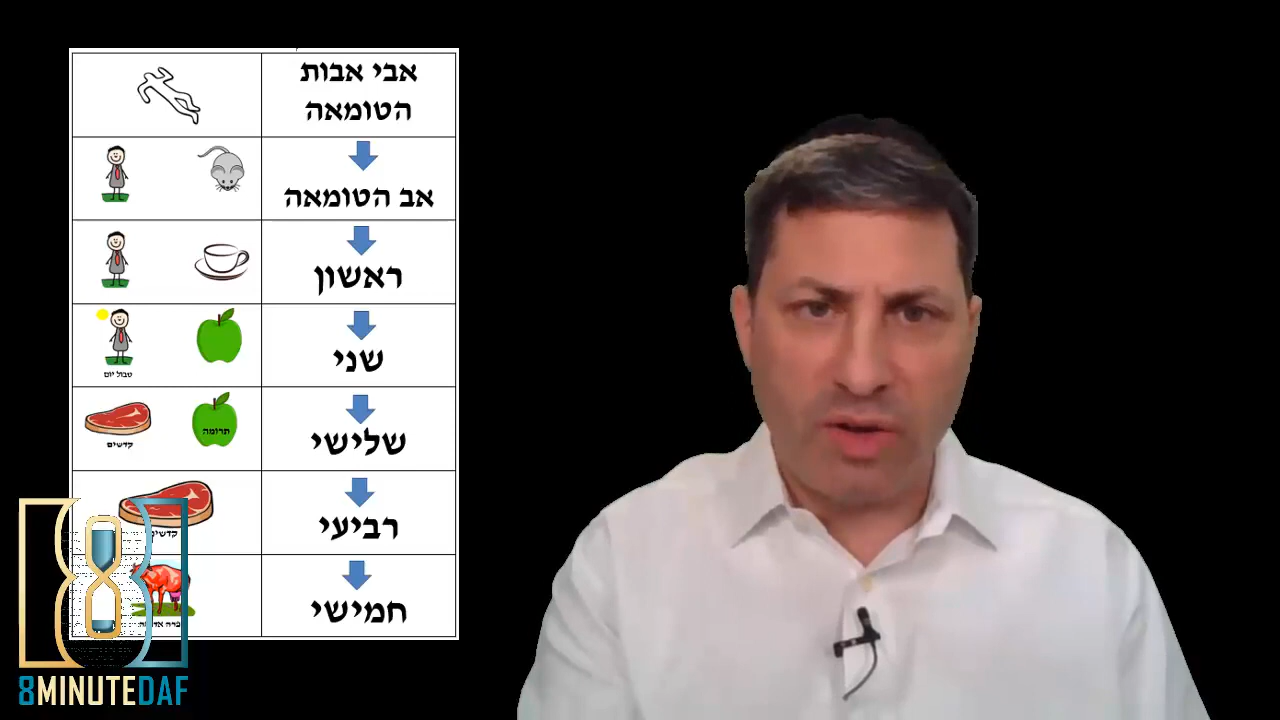 אבי אבות
הטומאה
אב הטומאה
ראשון
שני
טבול יום
שלישי
קדשים
תרומה
רביעי
חמישי
8MINUTEDAF